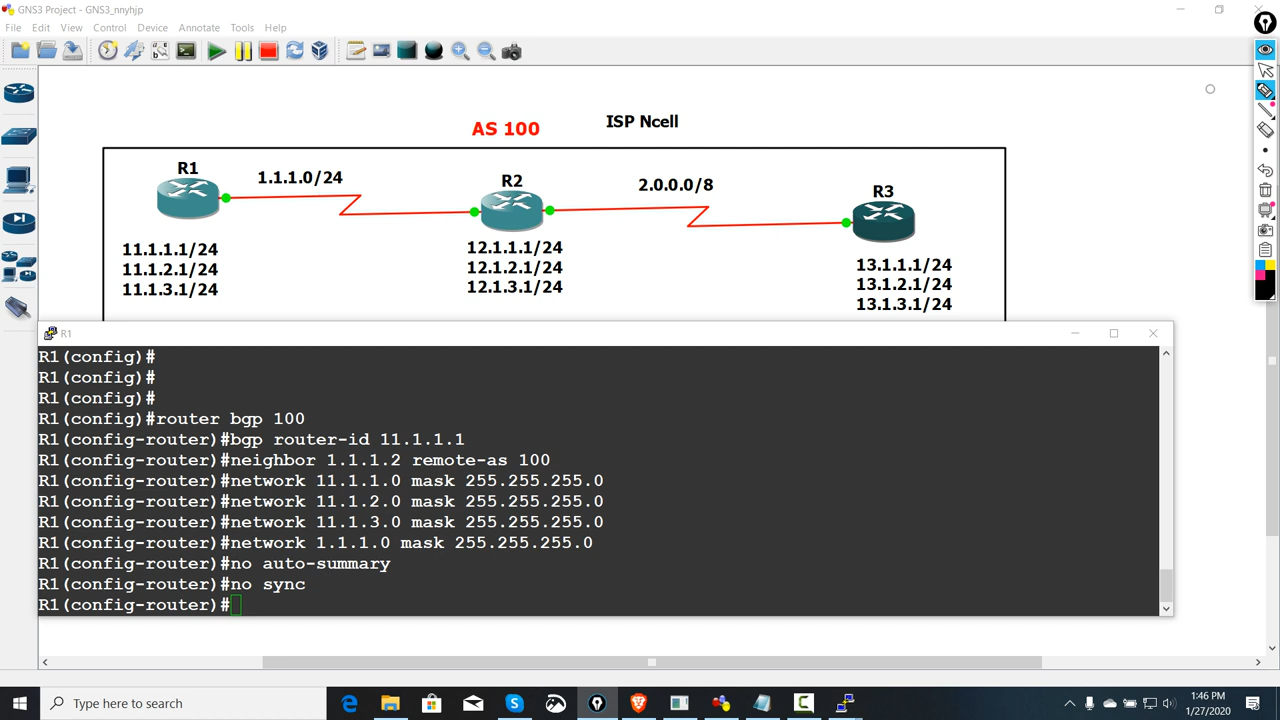 GNS3 Project - GNS3_nnyhjp
File Edit View Control Device Annotate Tools Help
AS 100
ISP Ncell
R1
1.1.1.0/24
R2
2.0.0.0/8
R3
11.1.1.1/24
11.1.2.1/24
11.1.3.1/24
12.1.1.1/24
12.1.2.1/24
12.1.3.1/24
13.1.1.1/24
13.1.2.1/24
13.1.3.1/24
R1
R1(config)#
R1(config)#
R1(config)#
R1(config)#router bgp 100
R1(config-router)#bgp router-id 11.1.1.1
R1(config-router)#neighbor 1.1.1.2 remote-as 100
R1(config-router)#network 11.1.1.0 mask 255.255.255.0
R1(config-router)#network 11.1.2.0 mask 255.255.255.0
R1(config-router)#network 11.1.3.0 mask 255.255.255.0
R1(config-router)#network 1.1.1.0 mask 255.255.255.0
R1(config-router)#no auto-summary
R1(config-router)#no sync
R1(config-router)#
Type here to search
1:46 PM
1/27/2020